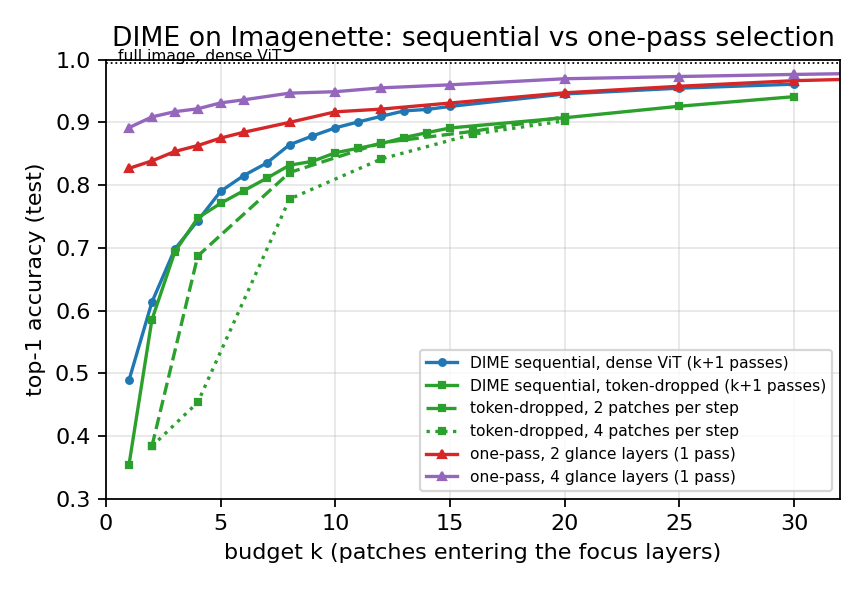 DIME on Imagenette: sequential vs one-pass selection
full image, dense ViT
1.0
0.9
0.8
0.7
0.6
0.5
0.4
0.3
top-1 accuracy (test)
DIME sequential, dense ViT (k+1 passes)
DIME sequential, token-dropped (k+1 passes)
token-dropped, 2 patches per step
token-dropped, 4 patches per step
one-pass, 2 glance layers (1 pass)
one-pass, 4 glance layers (1 pass)
0 5 10 15 20 25 30
budget k (patches entering the focus layers)